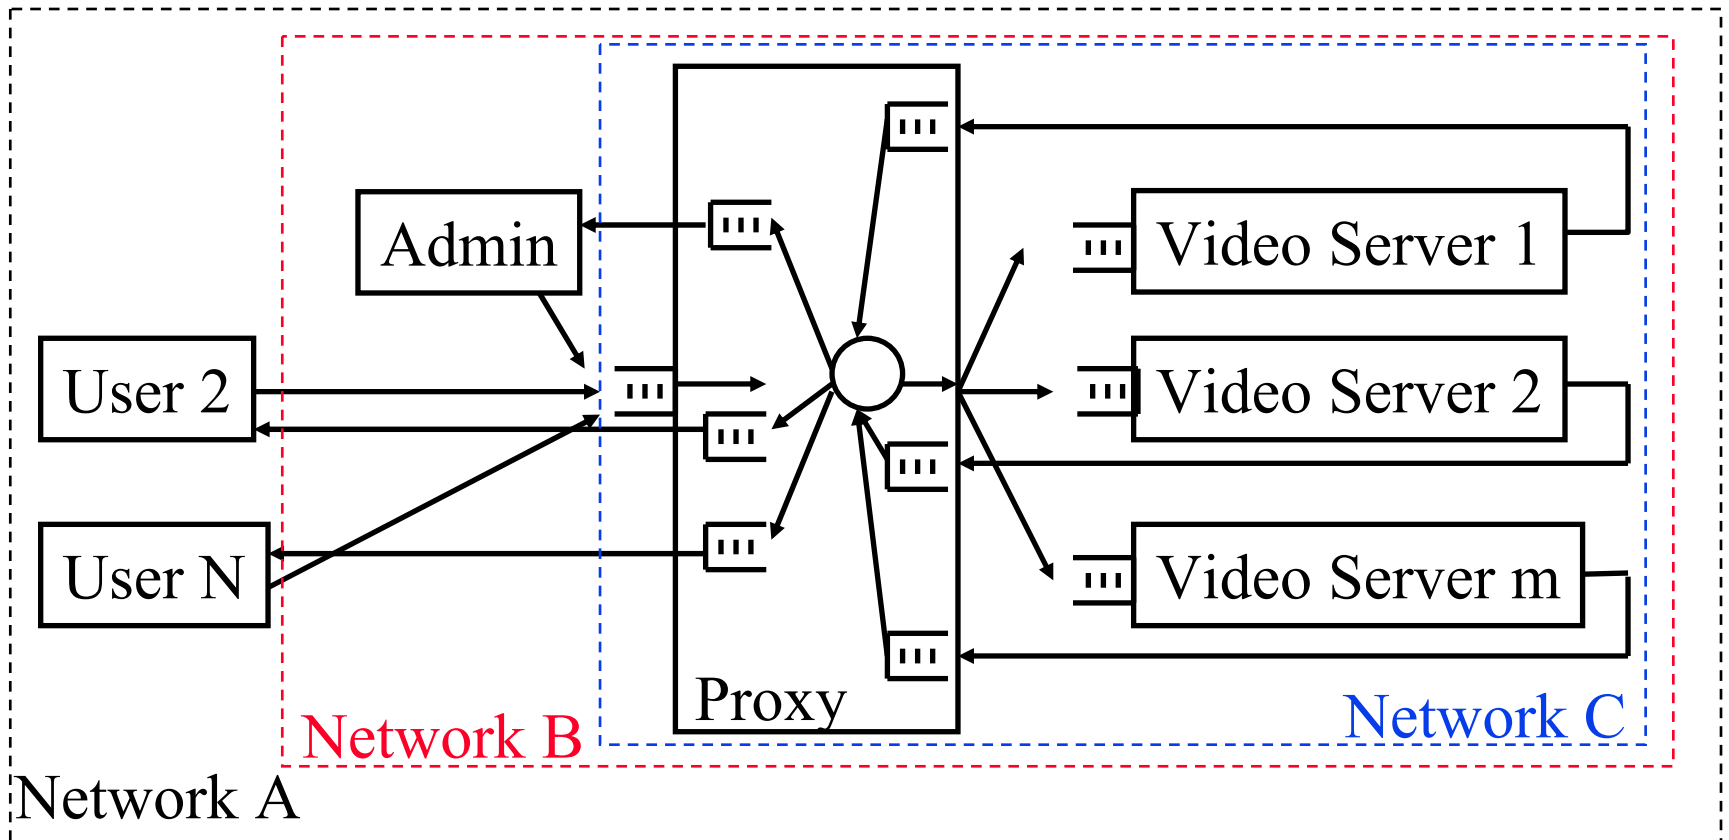 Admin
Video Server 1
User 2
Video Server 2
User N
Video Server m
Proxy
Network B
Network C
Network A